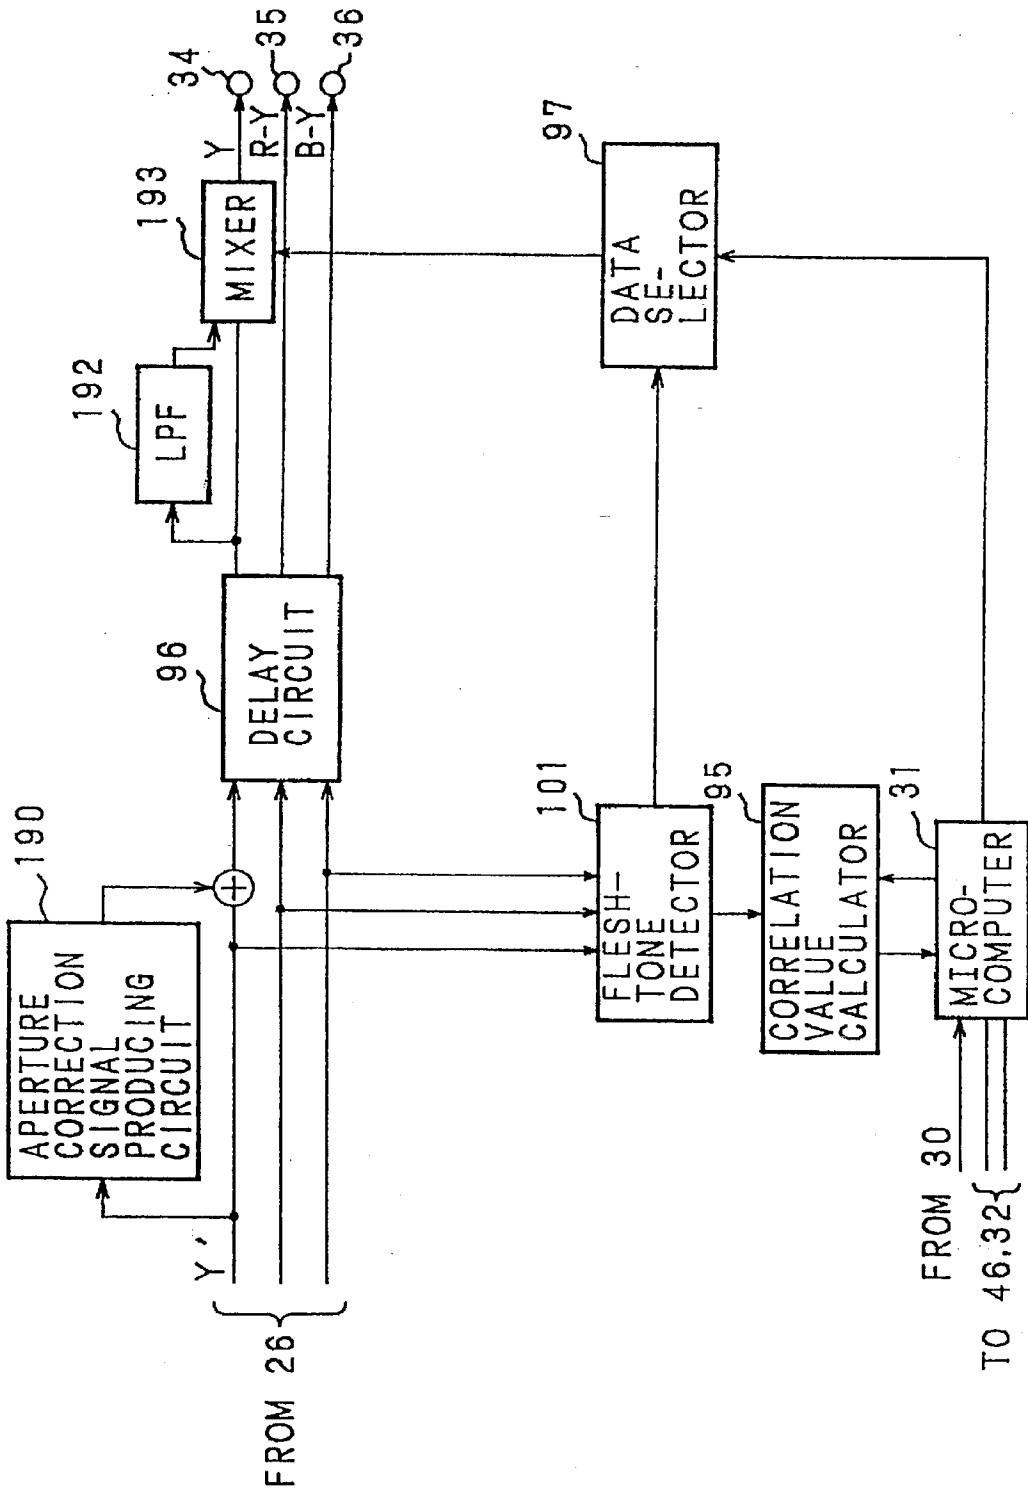 190
APERTURE
CORRECTION
SIGNAL
PRODUCING
CIRCUIT
Y'
FROM 26
96
DELAY
CIRCUIT
192
LPF
193
MIXER
Y
R-Y
B-Y
34
35
36
101
FLESH-
TONE
DETECTOR
97
DATA
SE-
LECTOR
95
CORRELATION
VALUE
CALCULATOR
31
MICRO-
COMPUTER
FROM 30
TO 46,32